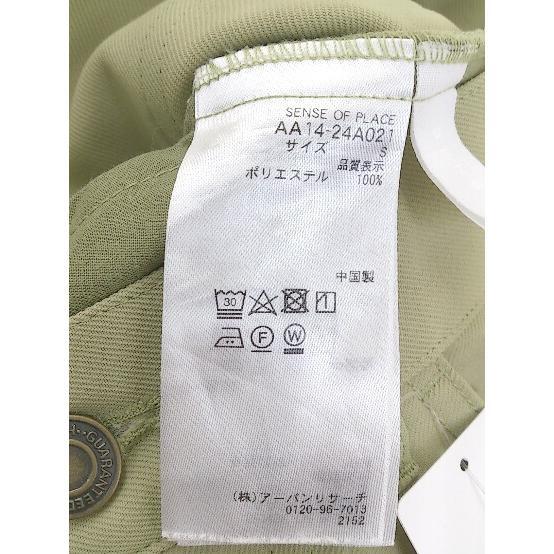 SENSE OF PLACE
AA14-24A021
サイズ S
品質表示
ポリエステル 100%
中国製
30
F
W
(株)アーバンリサーチ
0120-96-7013
2152
GUARANTEED